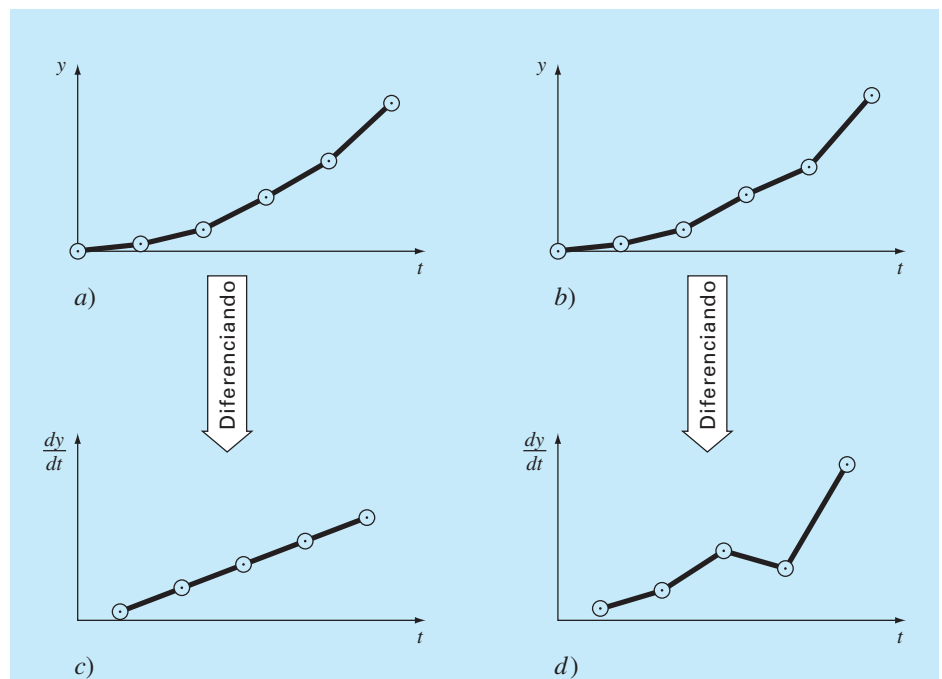 y
t
a)
Diferenciando
dy
dt
t
c)
y
t
b)
Diferenciando
dy
dt
t
d)